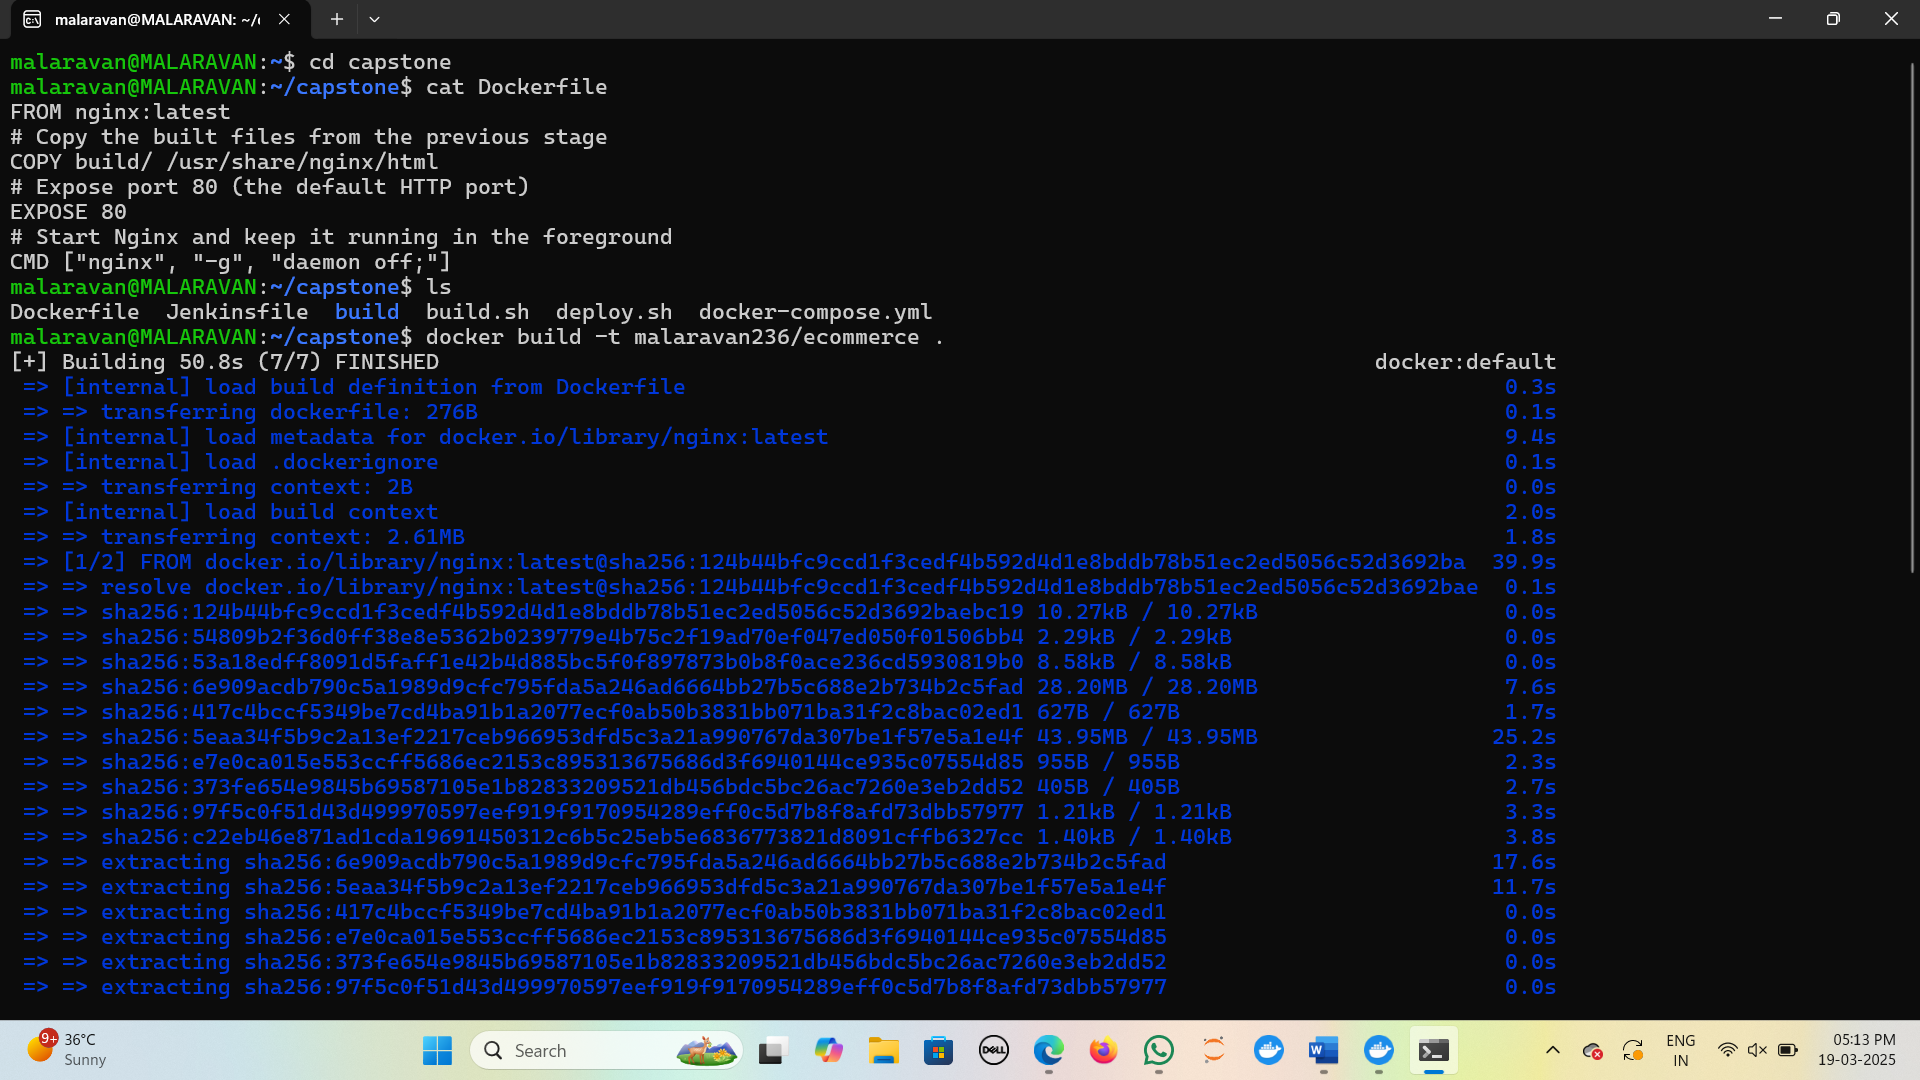 malaravan@MALARAVAN: ~/c
malaravan@MALARAVAN:~$ cd capstone
malaravan@MALARAVAN:~/capstone$ cat Dockerfile
FROM nginx:latest
# Copy the built files from the previous stage
COPY build/ /usr/share/nginx/html
# Expose port 80 (the default HTTP port)
EXPOSE 80
# Start Nginx and keep it running in the foreground
CMD ["nginx", "-g", "daemon off;"]
malaravan@MALARAVAN:~/capstone$ ls
Dockerfile  Jenkinsfile  build  build.sh  deploy.sh  docker-compose.yml
malaravan@MALARAVAN:~/capstone$ docker build -t malaravan236/ecommerce .
[+] Building 50.8s (7/7) FINISHED docker:default
=> [internal] load build definition from Dockerfile 0.3s
=> => transferring dockerfile: 276B 0.1s
=> [internal] load metadata for docker.io/library/nginx:latest 9.4s
=> [internal] load .dockerignore 0.1s
=> => transferring context: 2B 0.0s
=> [internal] load build context 2.0s
=> => transferring context: 2.61MB 1.8s
=> [1/2] FROM docker.io/library/nginx:latest@sha256:124b44bfc9ccd1f3cedf4b592d4d1e8bddb78b51ec2ed5056c52d3692ba 39.9s
=> => resolve docker.io/library/nginx:latest@sha256:124b44bfc9ccd1f3cedf4b592d4d1e8bddb78b51ec2ed5056c52d3692bae 0.1s
=> => sha256:124b44bfc9ccd1f3cedf4b592d4d1e8bddb78b51ec2ed5056c52d3692baebc19 10.27kB / 10.27kB 0.0s
=> => sha256:54809b2f36d0ff38e8e5362b0239779e4b75c2f19ad70ef047ed050f01506bb4 2.29kB / 2.29kB 0.0s
=> => sha256:53a18edff8091d5faff1e42b4d885bc5f0f897873b0b8f0ace236cd5930819b0 8.58kB / 8.58kB 0.0s
=> => sha256:6e909acdb790c5a1989d9cfc795fda5a246ad6664bb27b5c688e2b734b2c5fad 28.20MB / 28.20MB 7.6s
=> => sha256:417c4bccf5349be7cd4ba91b1a2077ecf0ab50b3831bb071ba31f2c8bac02ed1 627B / 627B 1.7s
=> => sha256:5eaa34f5b9c2a13ef2217ceb966953dfd5c3a21a990767da307be1f57e5a1e4f 43.95MB / 43.95MB 25.2s
=> => sha256:e7e0ca015e553ccff5686ec2153c895313675686d3f6940144ce935c07554d85 955B / 955B 2.3s
=> => sha256:373fe654e9845b69587105e1b82833209521db456bdc5bc26ac7260e3eb2dd52 405B / 405B 2.7s
=> => sha256:97f5c0f51d43d499970597eef919f9170954289eff0c5d7b8f8afd73dbb57977 1.21kB / 1.21kB 3.3s
=> => sha256:c22eb46e871ad1cda19691450312c6b5c25eb5e6836773821d8091cffb6327cc 1.40kB / 1.40kB 3.8s
=> => extracting sha256:6e909acdb790c5a1989d9cfc795fda5a246ad6664bb27b5c688e2b734b2c5fad 17.6s
=> => extracting sha256:5eaa34f5b9c2a13ef2217ceb966953dfd5c3a21a990767da307be1f57e5a1e4f 11.7s
=> => extracting sha256:417c4bccf5349be7cd4ba91b1a2077ecf0ab50b3831bb071ba31f2c8bac02ed1 0.0s
=> => extracting sha256:e7e0ca015e553ccff5686ec2153c895313675686d3f6940144ce935c07554d85 0.0s
=> => extracting sha256:373fe654e9845b69587105e1b82833209521db456bdc5bc26ac7260e3eb2dd52 0.0s
=> => extracting sha256:97f5c0f51d43d499970597eef919f9170954289eff0c5d7b8f8afd73dbb57977 0.0s
9+ 36°C
Sunny
Search
DELL
W
ENG
IN
05:13 PM
19-03-2025